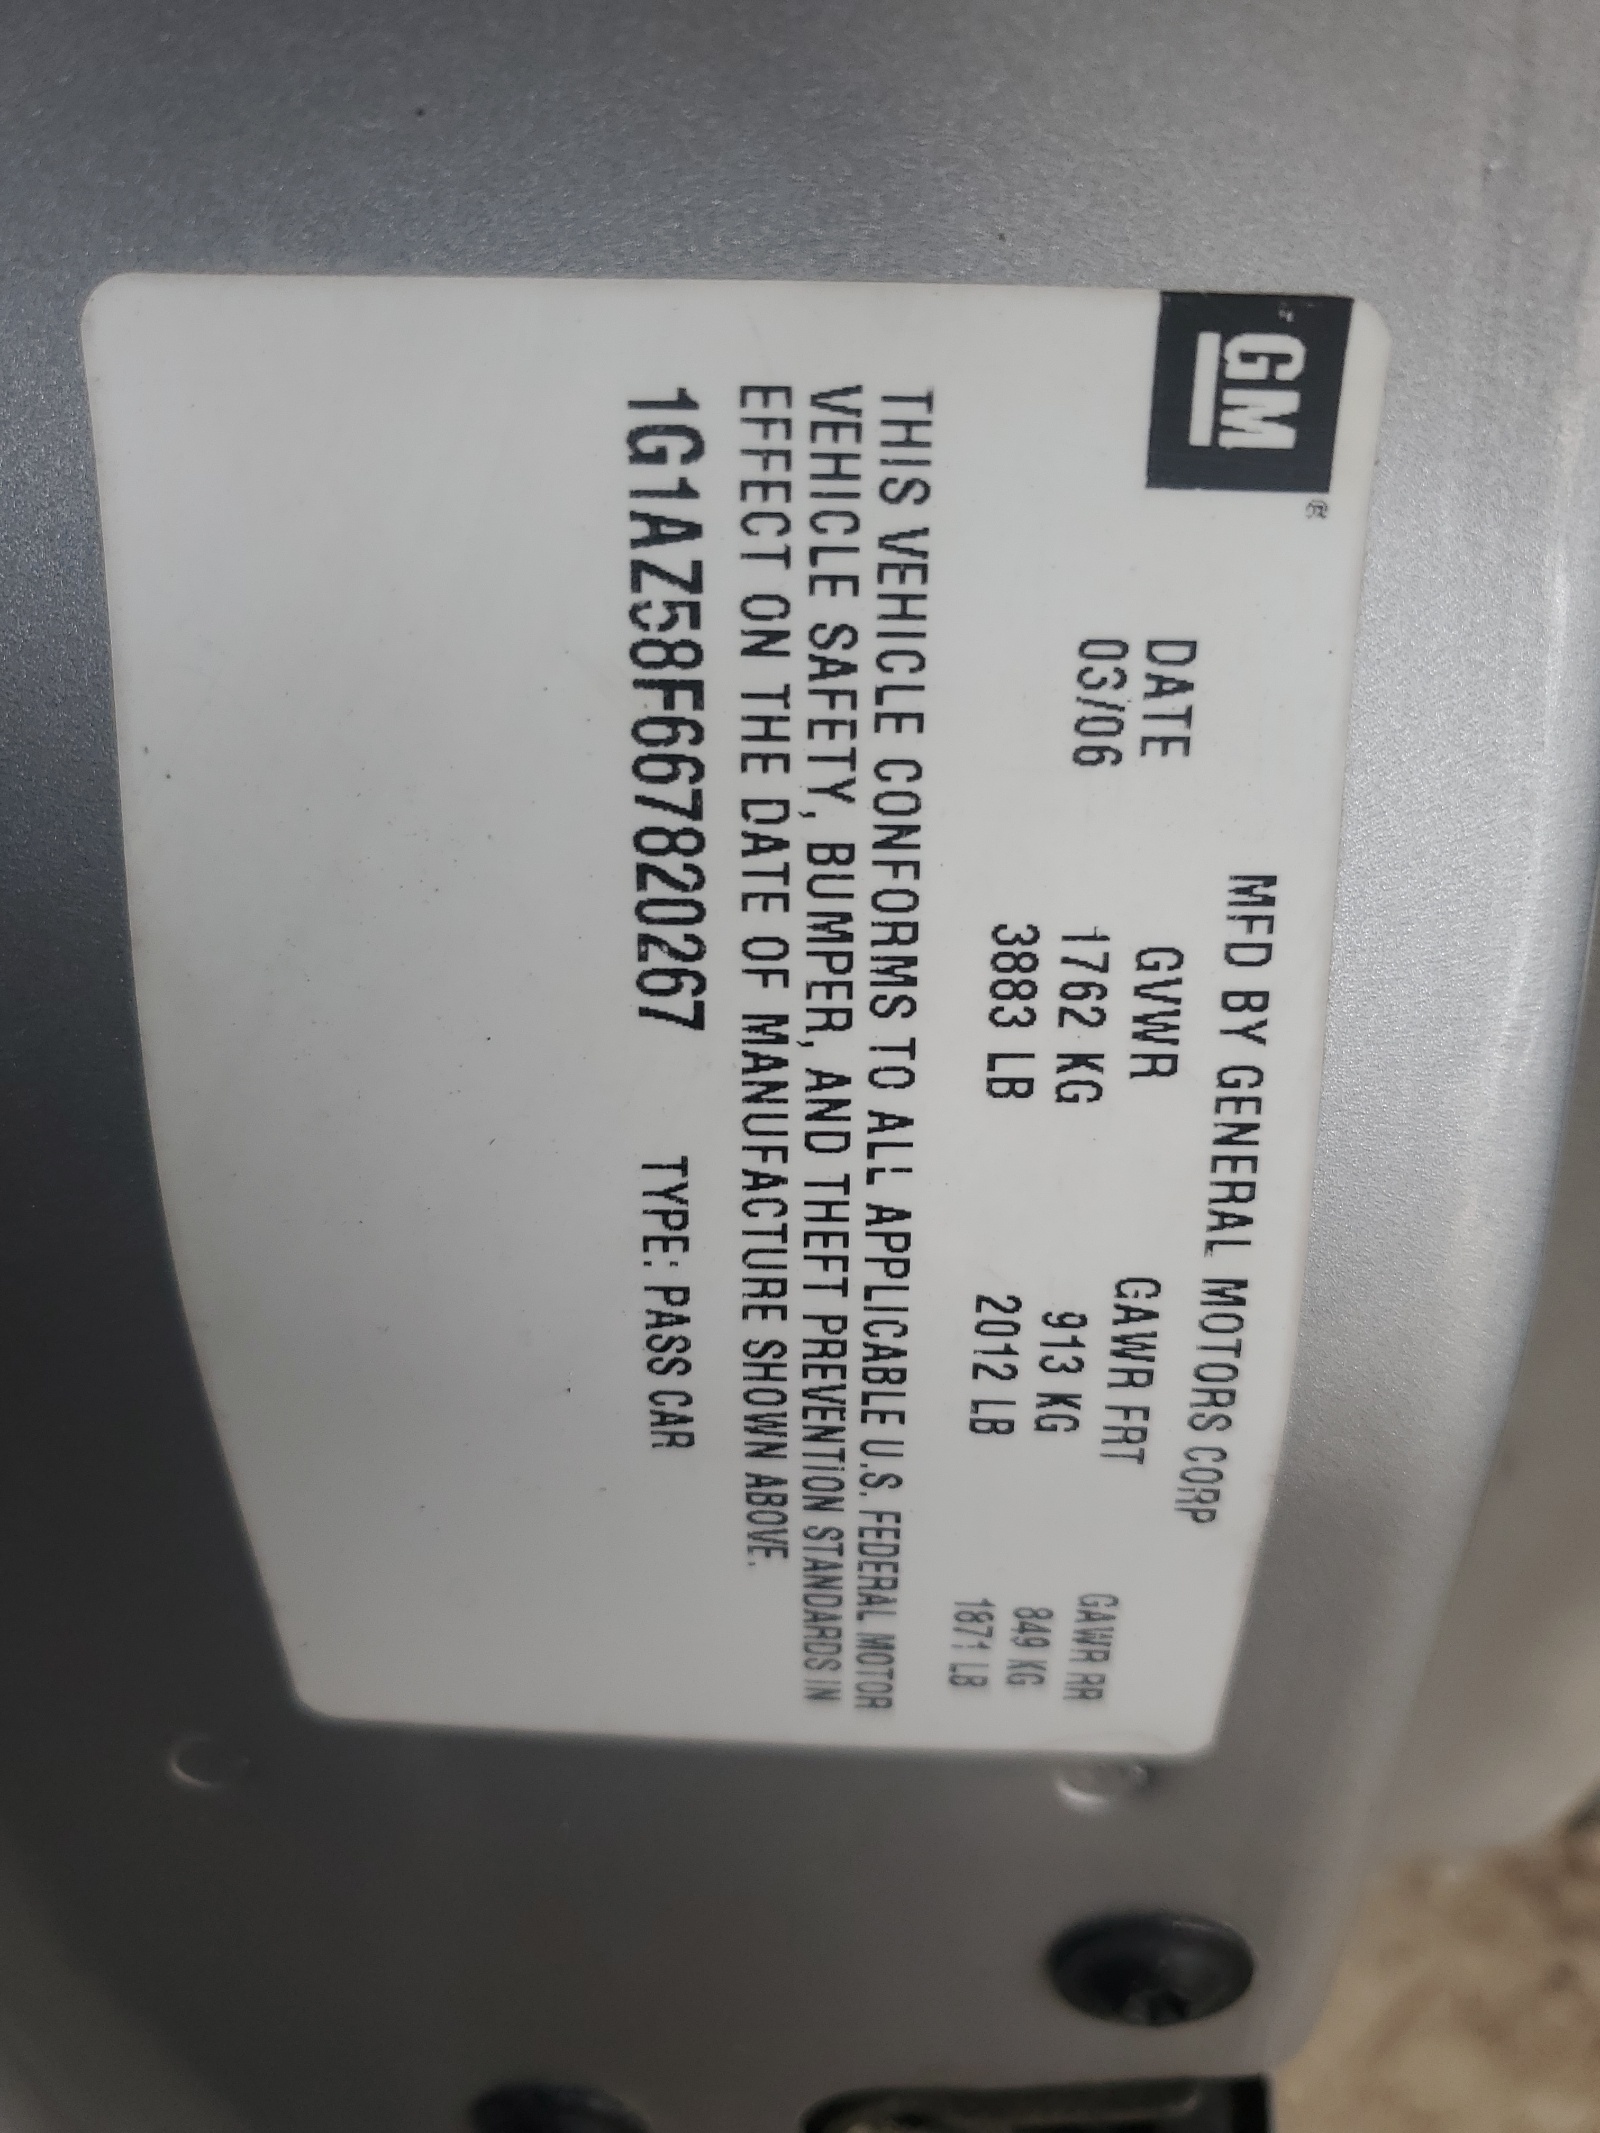 GM®
MFD BY GENERAL MOTORS CORP
DATE GVWR GAWR FRT GAWR RR
03/06 1762 KG 913 KG 849 KG
3883 LB 2012 LB 1871 LB
THIS VEHICLE CONFORMS TO ALL APPLICABLE U.S. FEDERAL MOTOR
VEHICLE SAFETY, BUMPER, AND THEFT PREVENTION STANDARDS IN
EFFECT ON THE DATE OF MANUFACTURE SHOWN ABOVE.
1G1AZ58F667820267 TYPE: PASS CAR